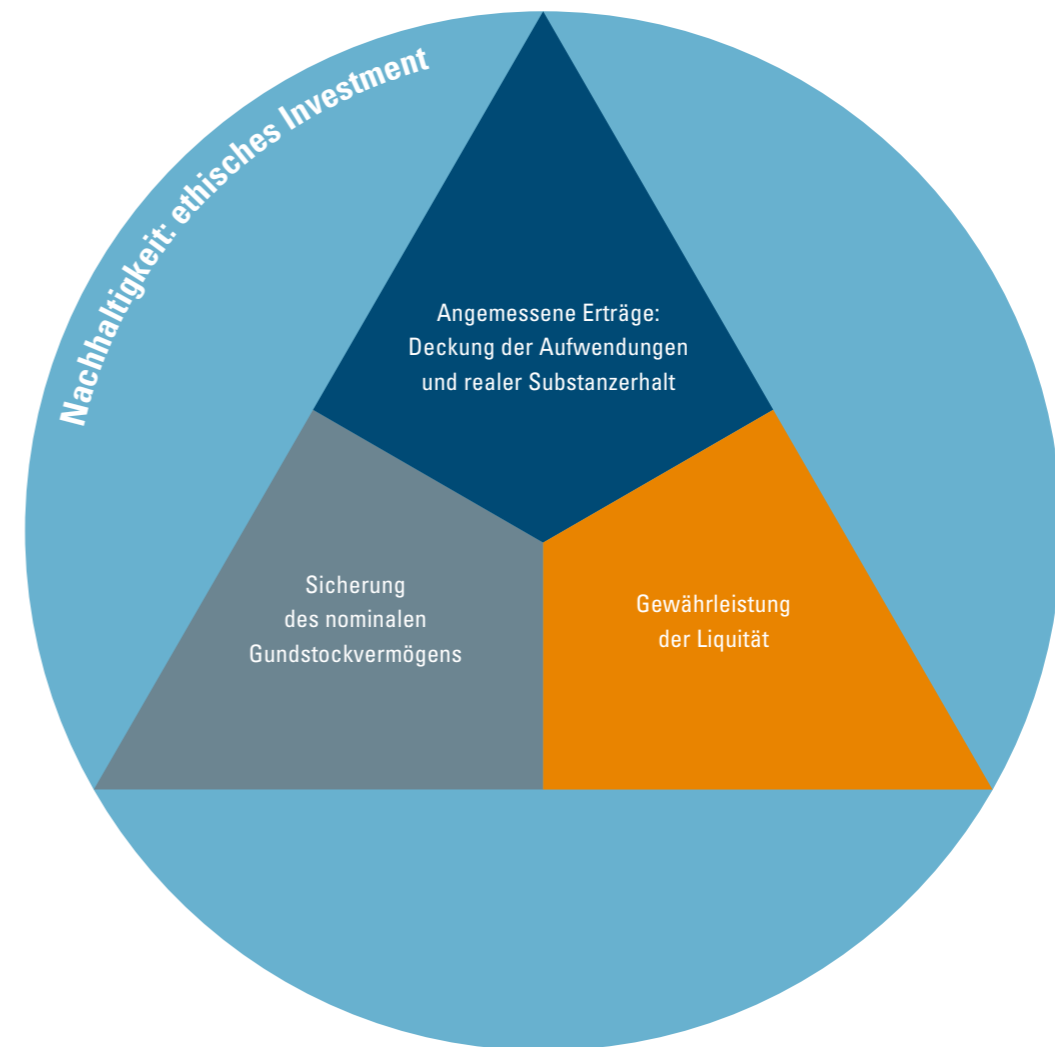 Nachhaltigkeit: ethisches Investment
Angemessene Erträge:
Deckung der Aufwendungen
und realer Substanzerhalt
Sicherung
des nominalen
Gundstockvermögens
Gewährleistung
der Liquität